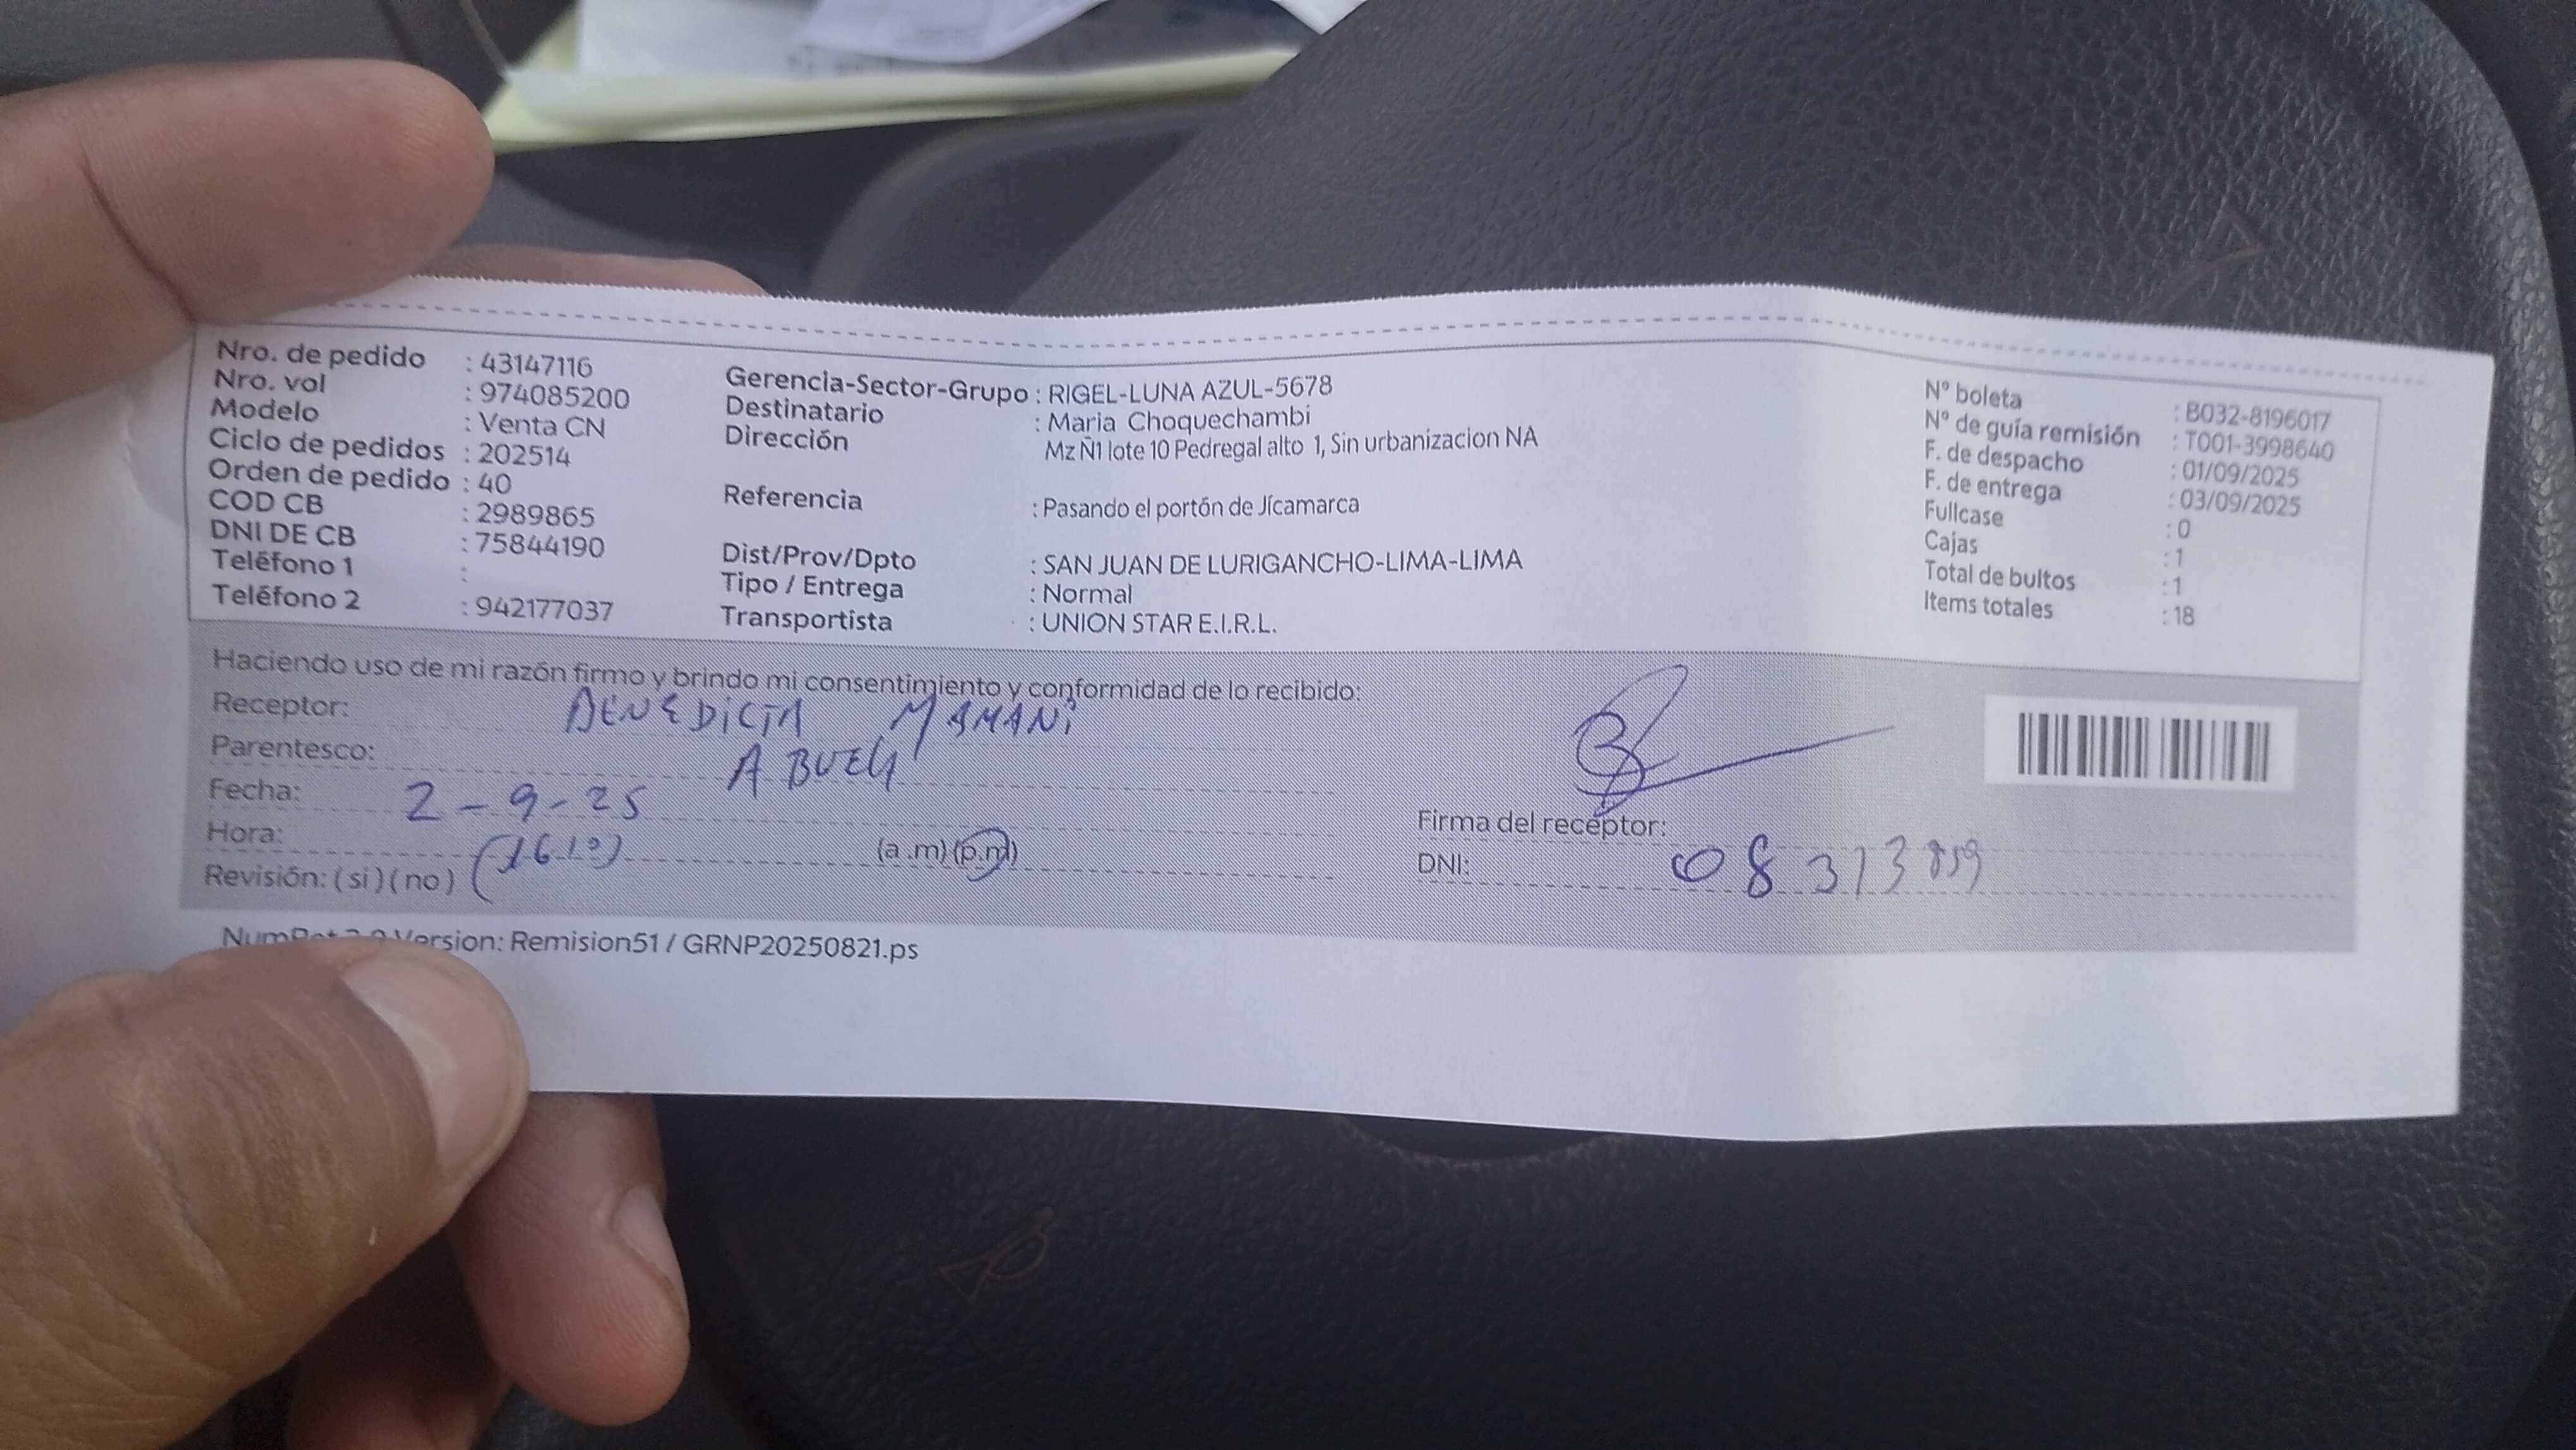 Nro. de pedido : 43147116
Nro. vol : 974085200
Modelo : Venta CN
Ciclo de pedidos : 202514
Orden de pedido : 40
COD CB : 2989865
DNI DE CB : 75844190
Teléfono 1 :
Teléfono 2 : 942177037
Gerencia-Sector-Grupo : RIGEL-LUNA AZUL-5678
Destinatario : Maria Choquechambi
Dirección Mz Ñ1 lote 10 Pedregal alto 1, Sin urbanizacion NA
Referencia : Pasando el portón de Jícamarca
Dist/Prov/Dpto : SAN JUAN DE LURIGANCHO-LIMA-LIMA
Tipo / Entrega : Normal
Transportista : UNION STAR E.I.R.L.
N° boleta : B032-8196017
N° de guía remisión : T001-3998640
F. de despacho : 01/09/2025
F. de entrega : 03/09/2025
Fullcase : 0
Cajas : 1
Total de bultos : 1
Items totales : 18
Haciendo uso de mi razón firmo y brindo mi consentimiento y conformidad de lo recibido:
Receptor: BENEDICTA MAMANI
Parentesco: ABUELA
Fecha: 2-9-25
Hora: (16:10) (a.m) (p.m)
Revisión: (si) (no)
Firma del receptor:
DNI: 08313
Version: Remision51 / GRNP20250821.ps